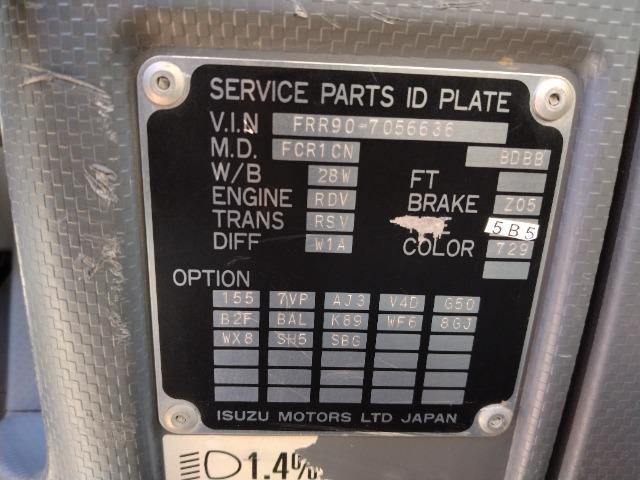 SERVICE PARTS ID PLATE
V.I.N FRR90-7056636
M.D. FCR1CN BDBB
W/B 28W FT
ENGINE RDV BRAKE Z05
TRANS RSV E 5B5
DIFF W1A COLOR 729
OPTION
155 7VP AJ3 V4D G50
B2F BAL K89 WF6 8GJ
WX8 SH5 SBG
ISUZU MOTORS LTD JAPAN
1.4%